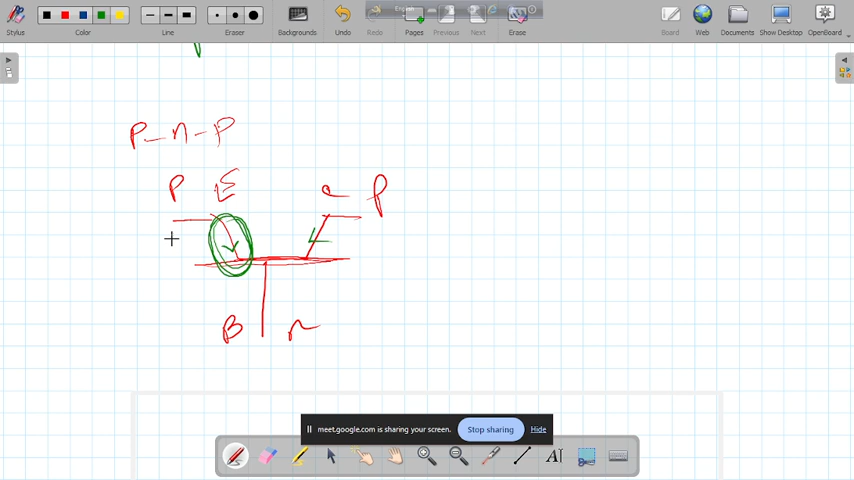 English
Stylus
Color
Line
Eraser
Backgrounds
Undo
Redo
Pages
Previous
Next
Erase
Board
Web
Documents
Show Desktop
OpenBoard
P-n-P
P E c P
B n
meet.google.com is sharing your screen. Stop sharing Hide